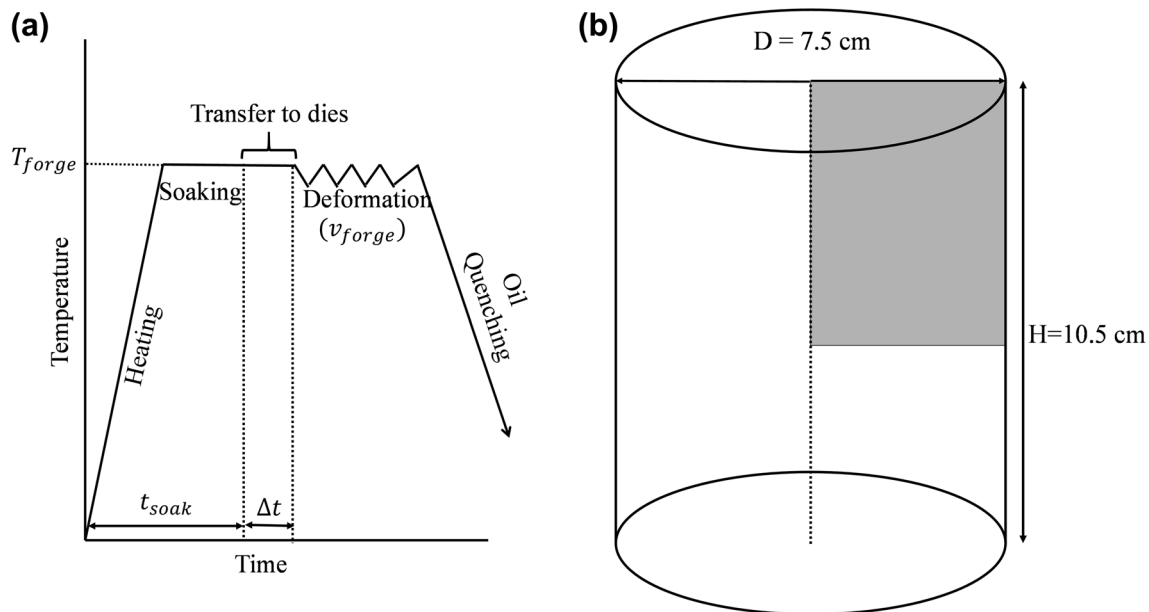 (a)
Transfer to dies
T_forge
Soaking
Deformation
(v_forge)
Oil
Quenching
Heating
Temperature
t_soak
Δt
Time
(b)
D = 7.5 cm
H=10.5 cm